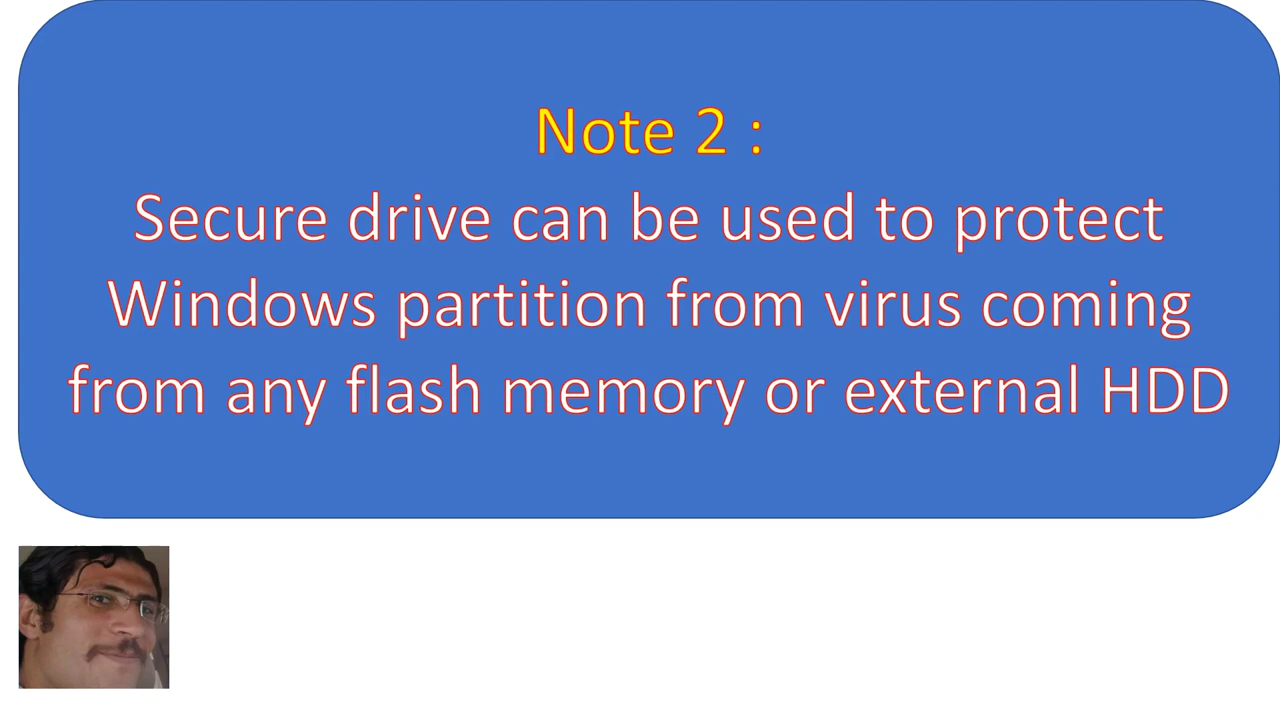 Note 2 :
Secure drive can be used to protect
Windows partition from virus coming
from any flash memory or external HDD